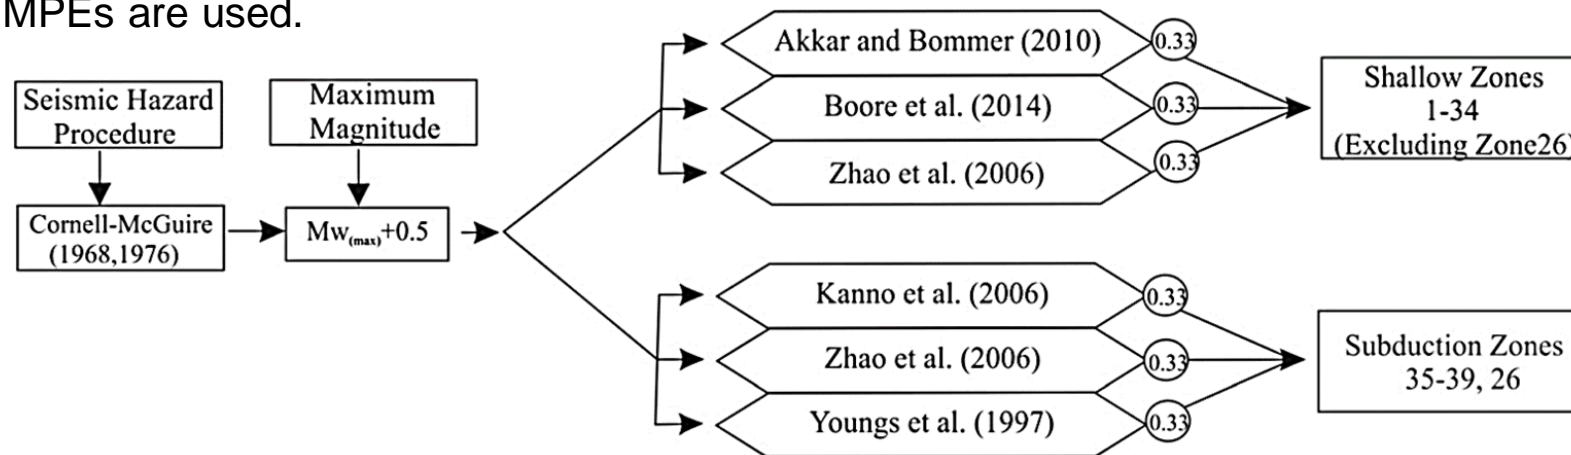 MPEs are used.
Seismic Hazard
Procedure
Maximum
Magnitude
Cornell-McGuire
(1968,1976)
Mw(max)+0.5
Akkar and Bommer (2010)
0.33
Boore et al. (2014)
0.33
Zhao et al. (2006)
0.33
Shallow Zones
1-34
(Excluding Zone26)
Kanno et al. (2006)
0.33
Zhao et al. (2006)
0.33
Youngs et al. (1997)
0.33
Subduction Zones
35-39, 26